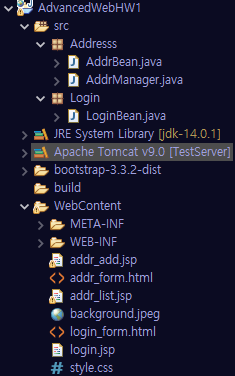 AdvancedWebHW1
src
Addresss
AddrBean.java
AddrManager.java
Login
LoginBean.java
JRE System Library [jdk-14.0.1]
Apache Tomcat v9.0 [TestServer]
bootstrap-3.3.2-dist
build
WebContent
META-INF
WEB-INF
addr_add.jsp
addr_form.html
addr_list.jsp
background.jpeg
login_form.html
login.jsp
style.css